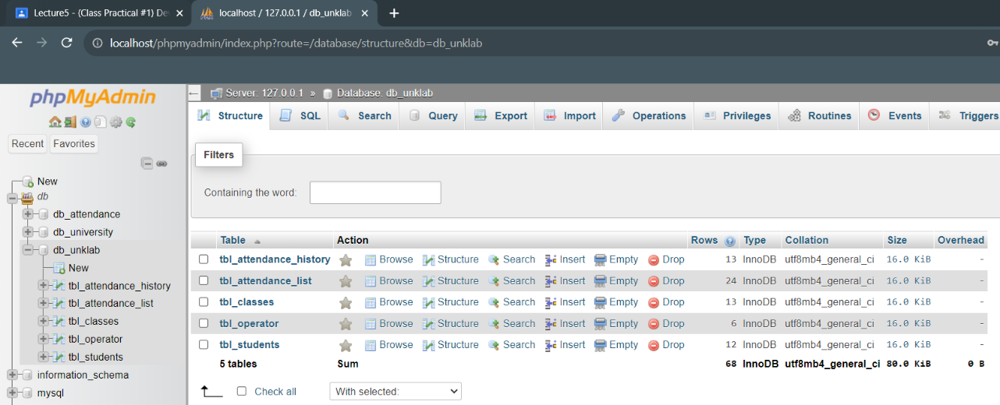 Lecture5 - (Class Practical #1) De
localhost / 127.0.0.1 / db_unklab
localhost/phpmyadmin/index.php?route=/database/structure&db=db_unklab
phpMyAdmin
Recent Favorites
New
db
db_attendance
db_university
db_unklab
New
tbl_attendance_history
tbl_attendance_list
tbl_classes
tbl_operator
tbl_students
information_schema
mysql
Server: 127.0.0.1 » Database: db_unklab
Structure SQL Search Query Export Import Operations Privileges Routines Events Triggers
Filters
Containing the word:
Table Action Rows Type Collation Size Overhead
tbl_attendance_history Browse Structure Search Insert Empty Drop 13 InnoDB utf8mb4_general_ci 16.0 KiB -
tbl_attendance_list Browse Structure Search Insert Empty Drop 24 InnoDB utf8mb4_general_ci 16.0 KiB -
tbl_classes Browse Structure Search Insert Empty Drop 13 InnoDB utf8mb4_general_ci 16.0 KiB -
tbl_operator Browse Structure Search Insert Empty Drop 6 InnoDB utf8mb4_general_ci 16.0 KiB -
tbl_students Browse Structure Search Insert Empty Drop 12 InnoDB utf8mb4_general_ci 16.0 KiB -
5 tables Sum 68 InnoDB utf8mb4_general_ci 80.0 KiB 0 B
Check all With selected: